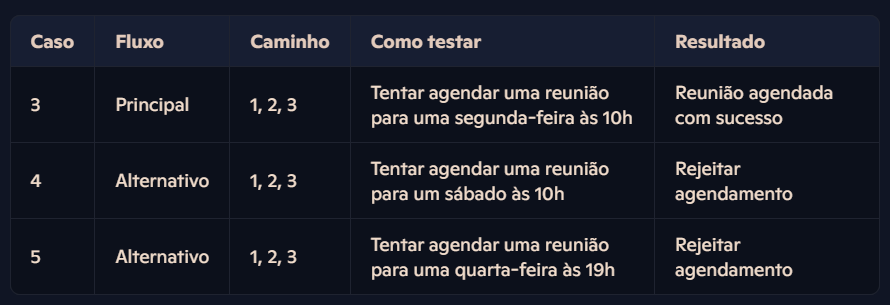 Caso Fluxo Caminho Como testar Resultado
3 Principal 1, 2, 3 Tentar agendar uma reunião para uma segunda-feira às 10h Reunião agendada com sucesso
4 Alternativo 1, 2, 3 Tentar agendar uma reunião para um sábado às 10h Rejeitar agendamento
5 Alternativo 1, 2, 3 Tentar agendar uma reunião para uma quarta-feira às 19h Rejeitar agendamento